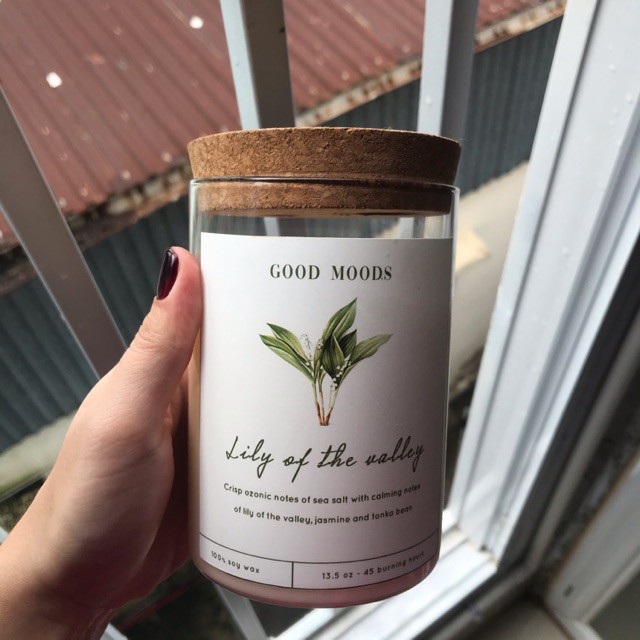 GOOD MOODS
Lily of the valley
Crisp ozonic notes of sea salt with calming notes
of lily of the valley, jasmine and tonka bean
100% soy wax
13.5 oz - 45 burning hours